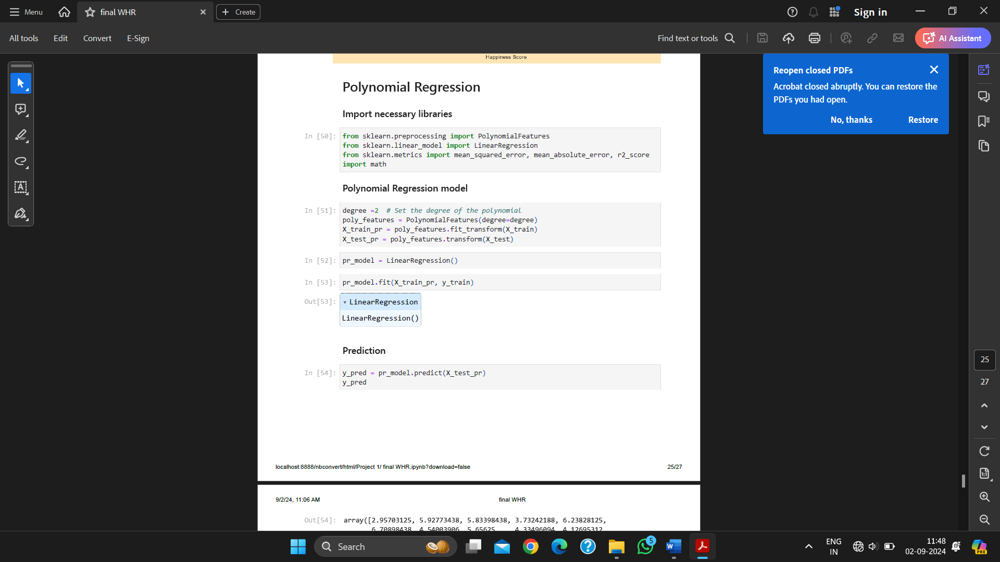 Menu
final WHR
Create
Sign in
All tools
Edit
Convert
E-Sign
Find text or tools
AI Assistant
Reopen closed PDFs
Acrobat closed abruptly. You can restore the
PDFs you had open.
No, thanks
Restore
Happiness Score
Polynomial Regression
Import necessary libraries
In [50]:
from sklearn.preprocessing import PolynomialFeatures
from sklearn.linear_model import LinearRegression
from sklearn.metrics import mean_squared_error, mean_absolute_error, r2_score
import math
Polynomial Regression model
In [51]:
degree =2  # Set the degree of the polynomial
poly_features = PolynomialFeatures(degree=degree)
X_train_pr = poly_features.fit_transform(X_train)
X_test_pr = poly_features.transform(X_test)
In [52]:
pr_model = LinearRegression()
In [53]:
pr_model.fit(X_train_pr, y_train)
Out[53]:
LinearRegression
LinearRegression()
Prediction
In [54]:
y_pred = pr_model.predict(X_test_pr)
y_pred
localhost:8888/nbconvert/html/Project 1/ final WHR.ipynb?download=false
25/27
9/2/24, 11:06 AM
final WHR
Out[54]:
array([2.95703125, 5.92773438, 5.83398438, 3.73242188, 6.23828125,
6.70898438, 4.54003906, 5.65625   , 4.33496094, 4.12695312,
25
27
1:1
Search
5
W
ENG
IN
11:48
02-09-2024
PRE